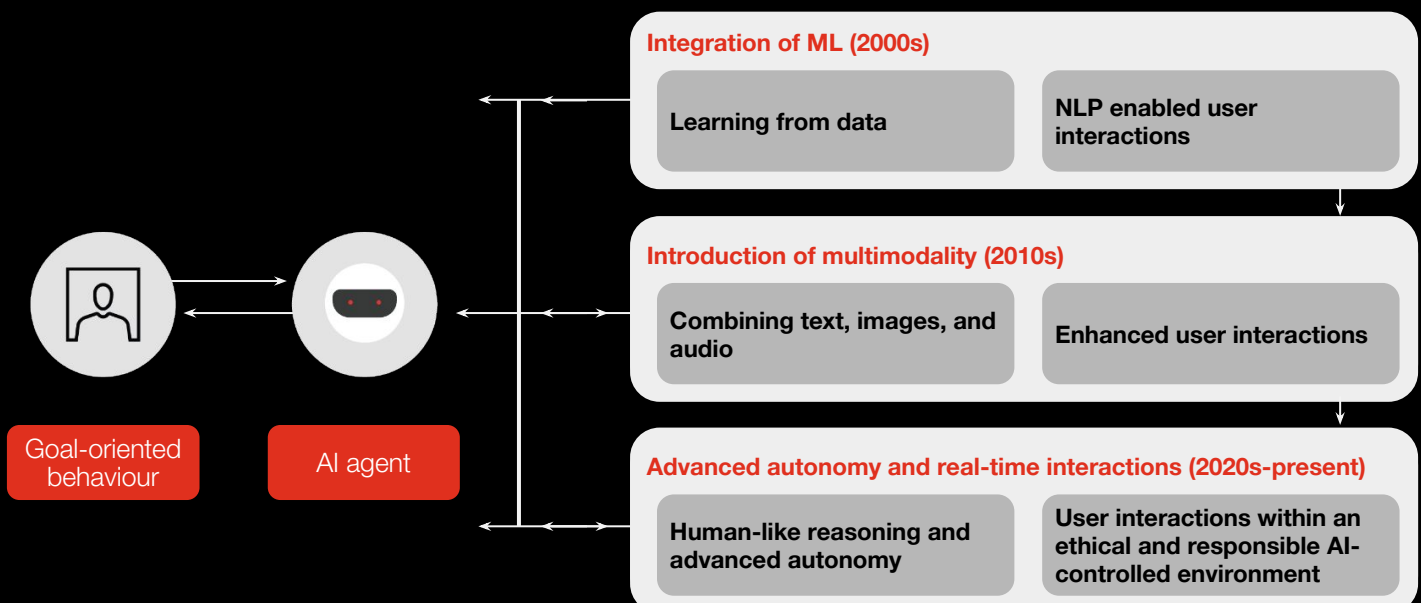 Integration of ML (2000s)
Learning from data
NLP enabled user
interactions
Introduction of multimodality (2010s)
Combining text, images, and
audio
Enhanced user interactions
Goal-oriented
behaviour
AI agent
Advanced autonomy and real-time interactions (2020s-present)
Human-like reasoning and
advanced autonomy
User interactions within an
ethical and responsible AI-
controlled environment